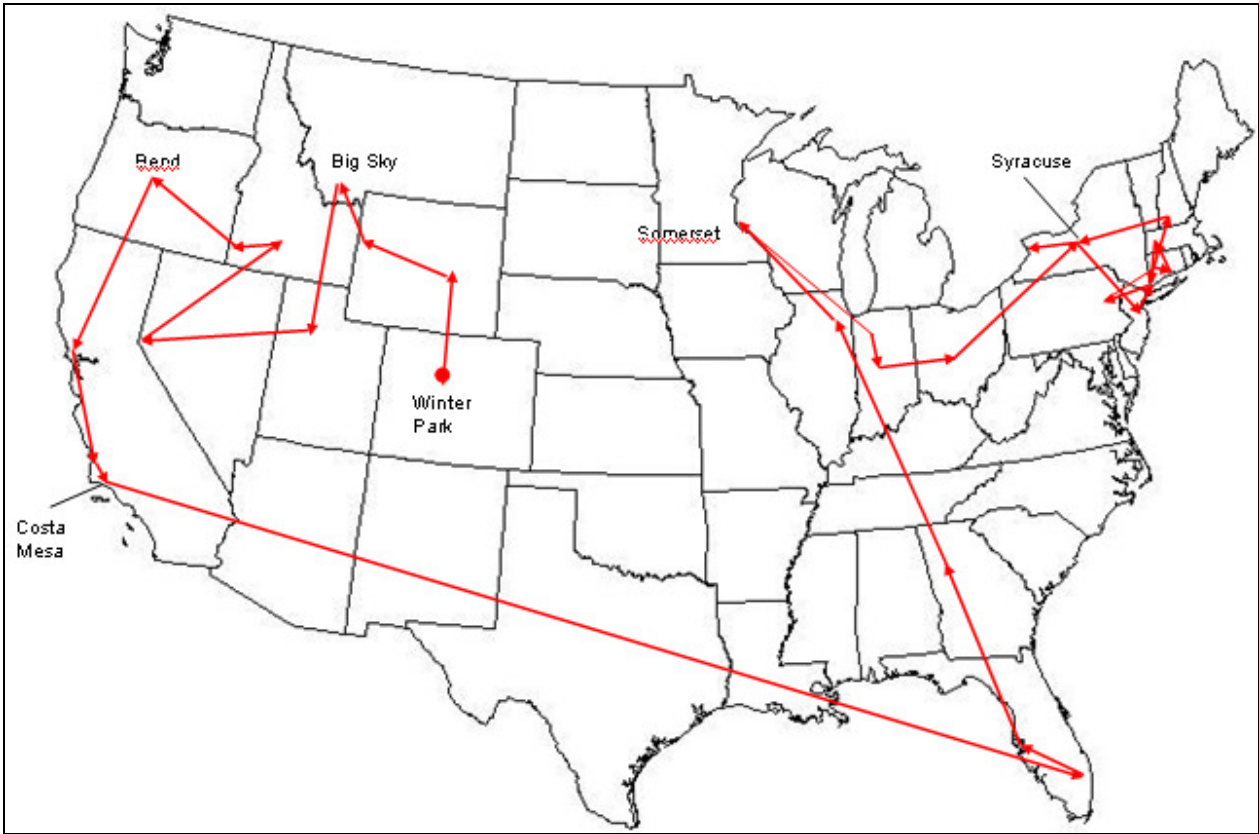 Bend
Big Sky
Syracuse
Somerset
Winter
Park
Costa
Mesa